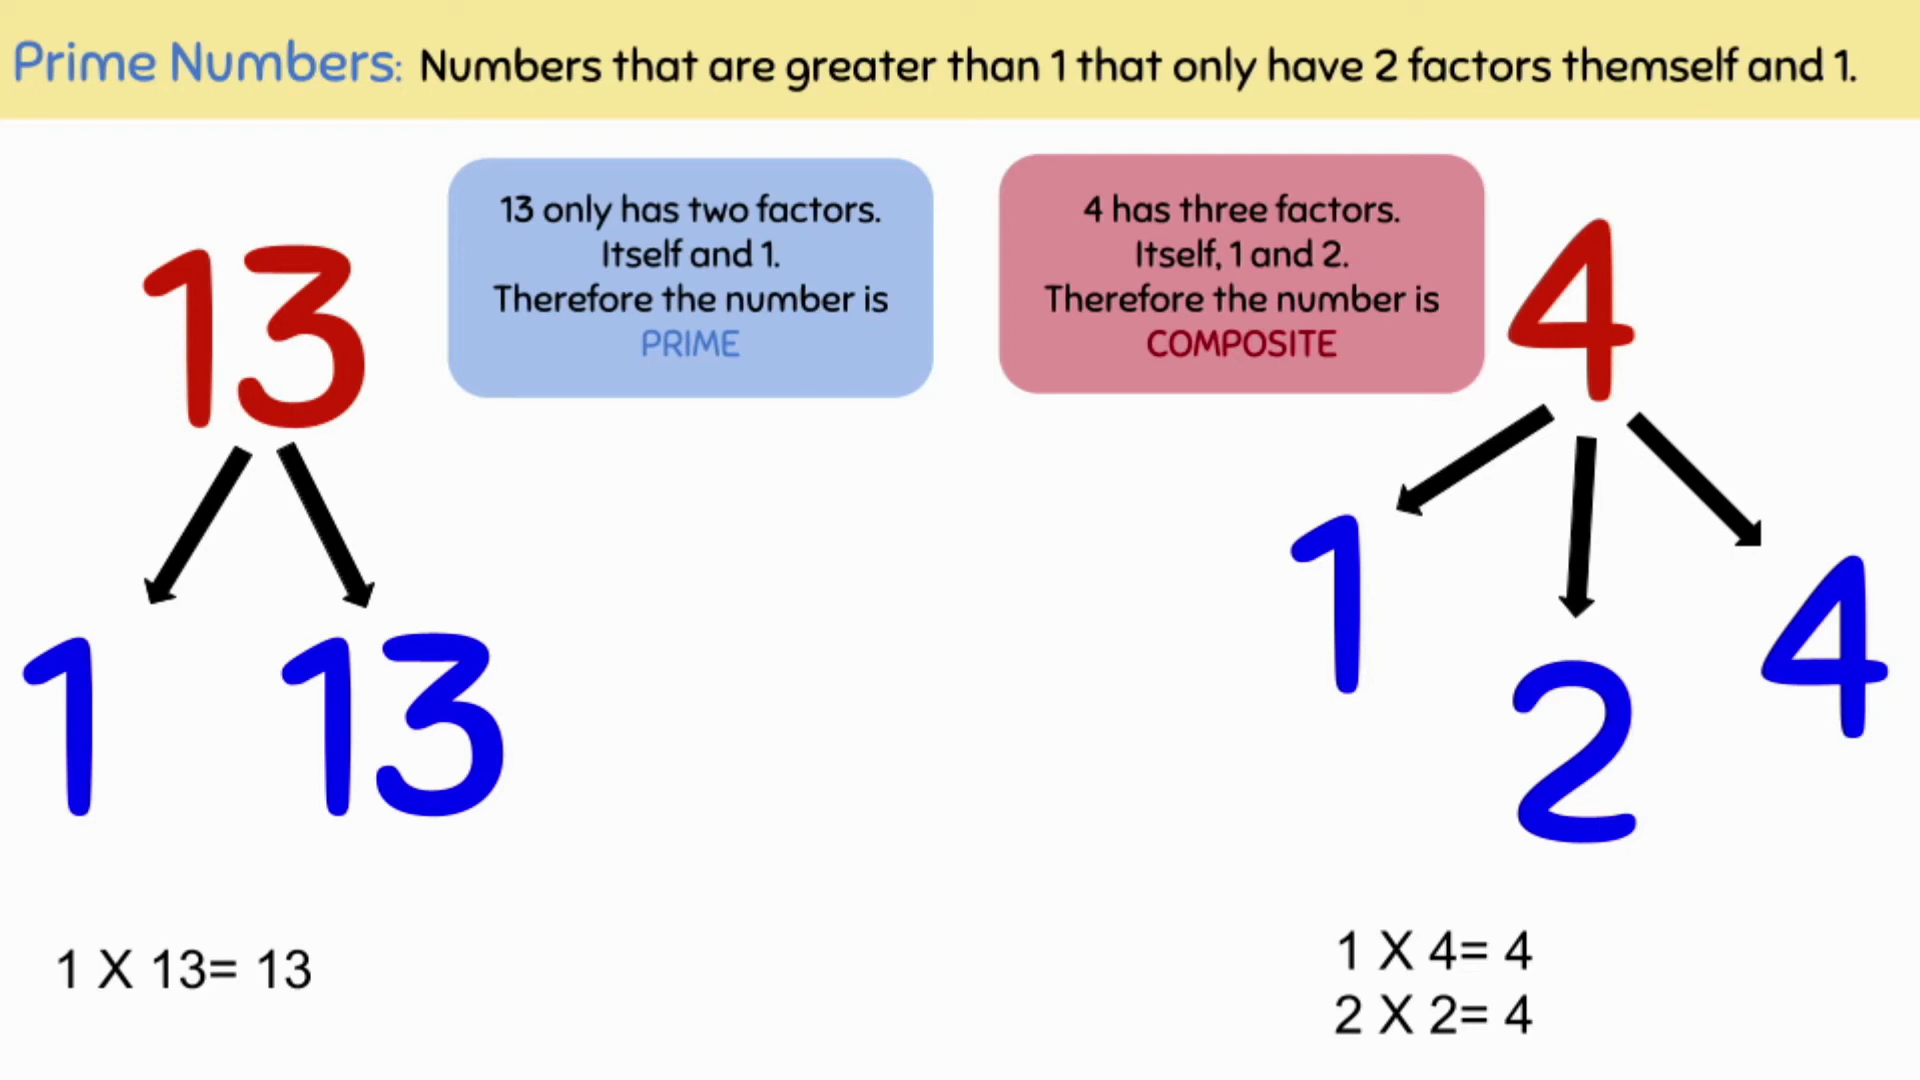 Prime Numbers: Numbers that are greater than 1 that only have 2 factors themself and 1.
13
13 only has two factors.
Itself and 1.
Therefore the number is
PRIME
4 has three factors.
Itself, 1 and 2.
Therefore the number is
COMPOSITE
4
1 13
1
2
4
1 X 13= 13
1 X 4= 4
2 X 2= 4